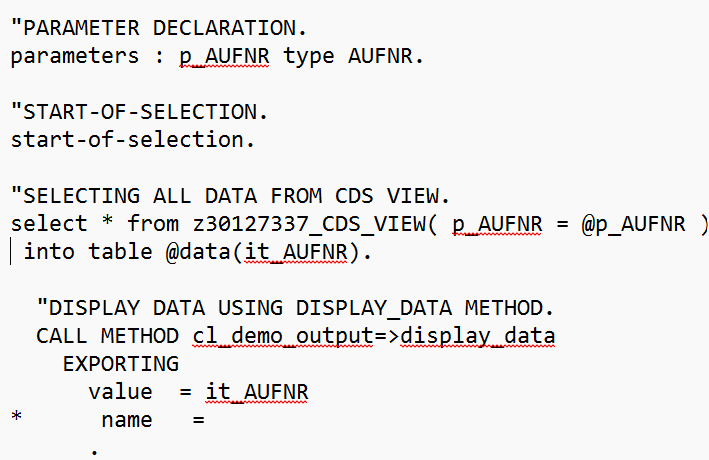 "PARAMETER DECLARATION.
parameters : p_AUFNR type AUFNR.
"START-OF-SELECTION.
start-of-selection.
"SELECTING ALL DATA FROM CDS VIEW.
select * from z30127337_CDS_VIEW( p_AUFNR = @p_AUFNR )
into table @data(it_AUFNR).
"DISPLAY DATA USING DISPLAY_DATA METHOD.
CALL METHOD cl_demo_output=>display_data
EXPORTING
value = it_AUFNR
* name =
.